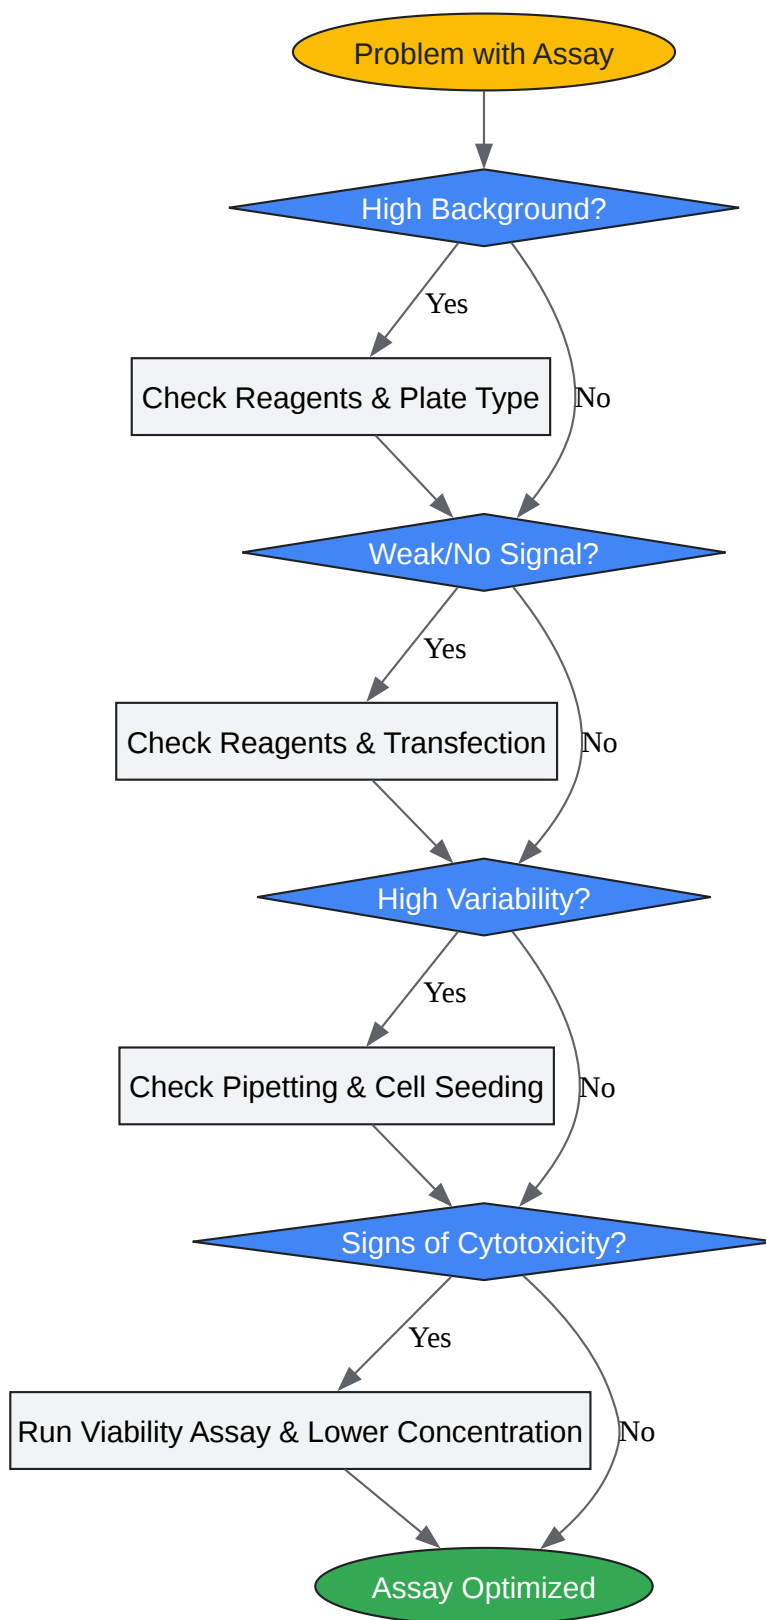 Problem with Assay
High Background?
Yes
Check Reagents & Plate Type
No
Weak/No Signal?
Yes
Check Reagents & Transfection
No
High Variability?
Yes
Check Pipetting & Cell Seeding
No
Signs of Cytotoxicity?
Yes
Run Viability Assay & Lower Concentration
No
Assay Optimized